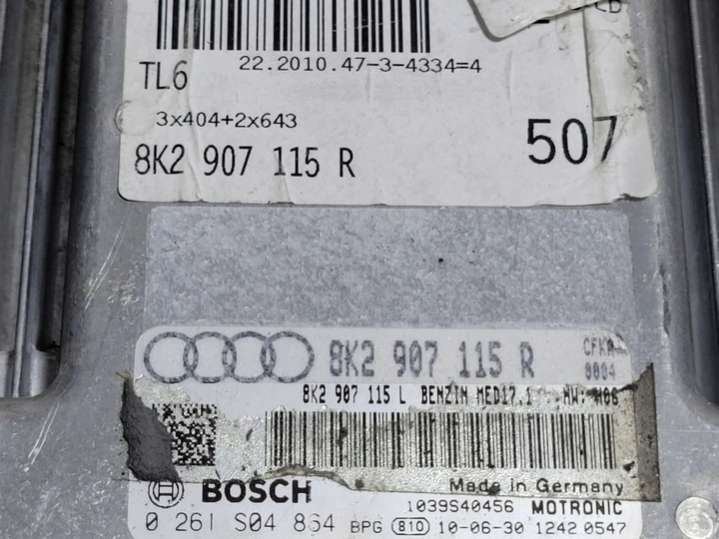 22.2010.47-3-4334=4
TL6
3x404+2x643
507
8K2 907 115 R
8K2 907 115 R
0004
8K2 907 115 L BENZIN MED17.1 HW:
BOSCH
Made in Germany
1039S40456 MOTRONIC
0 261 S04 864 BPG 810 10-06-30 1242 0547